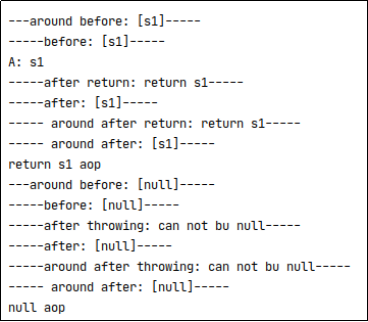 ---around before: [s1]-----
-----before: [s1]-----
A: s1
-----after return: return s1-----
-----after: [s1]-----
----- around after return: return s1-----
----- around after: [s1]-----
return s1 aop
---around before: [null]-----
-----before: [null]-----
-----after throwing: can not bu null-----
-----after: [null]-----
-----around after throwing: can not bu null-----
----- around after: [null]-----
null aop